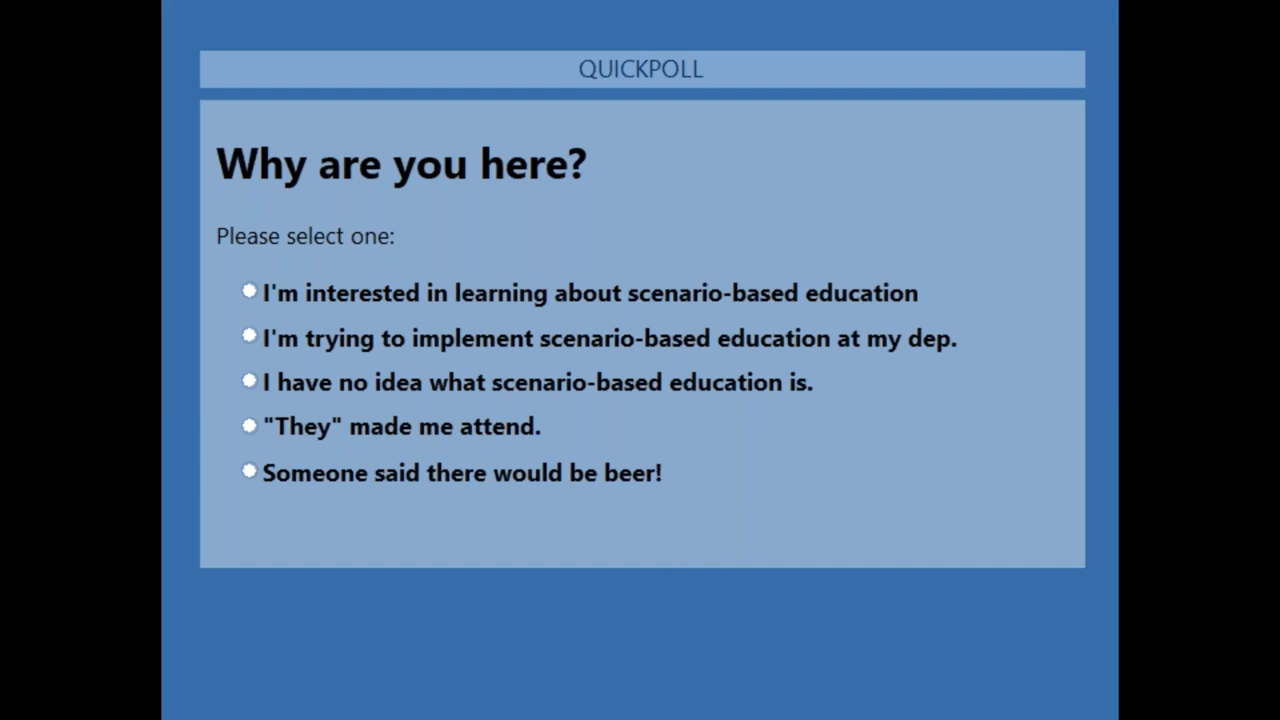 QUICKPOLL
Why are you here?
Please select one:
I'm interested in learning about scenario-based education
I'm trying to implement scenario-based education at my dep.
I have no idea what scenario-based education is.
"They" made me attend.
Someone said there would be beer!